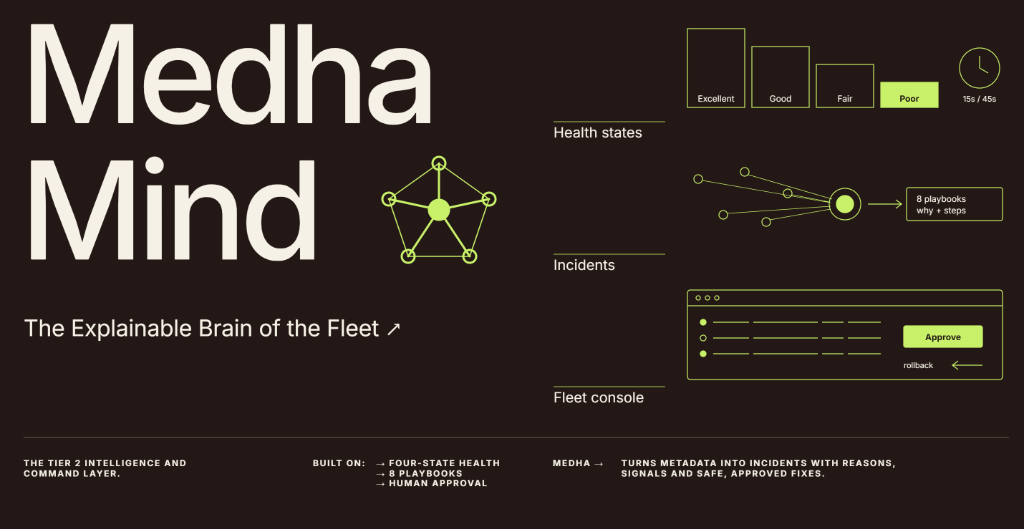 Medha
Mind
The Explainable Brain of the Fleet ↗
Excellent
Good
Fair
Poor
15s / 45s
Health states
8 playbooks
why + steps
Incidents
Approve
rollback
Fleet console
THE TIER 2 INTELLIGENCE AND
COMMAND LAYER.
BUILT ON: → FOUR-STATE HEALTH
→ 8 PLAYBOOKS
→ HUMAN APPROVAL
MEDHA → TURNS METADATA INTO INCIDENTS WITH REASONS,
SIGNALS AND SAFE, APPROVED FIXES.